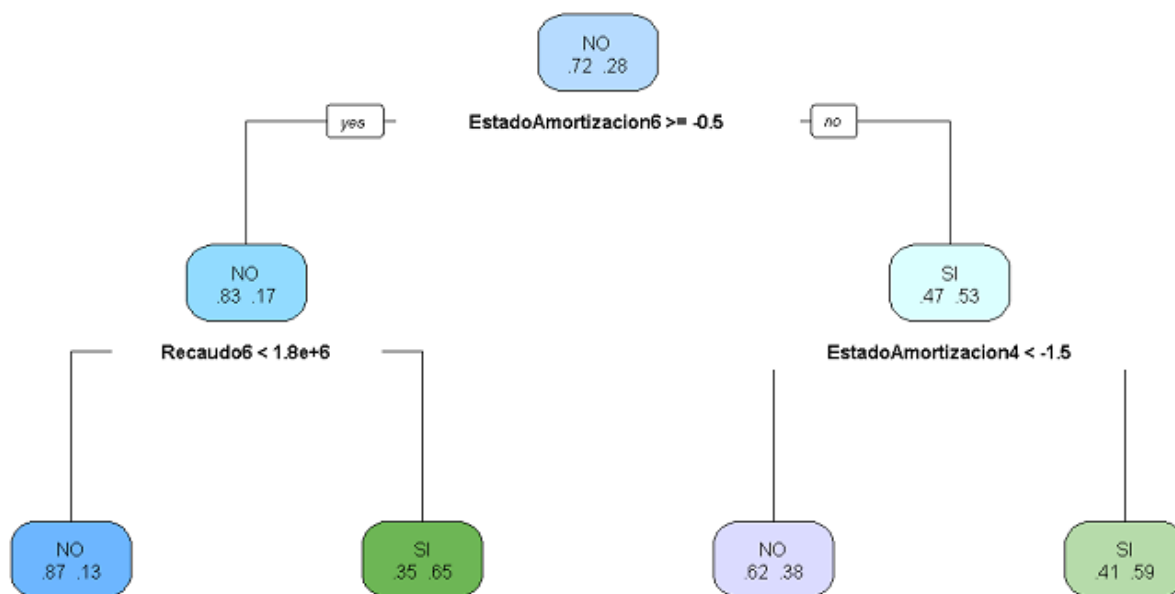 NO
.72 .28
yes
EstadoAmortizacion6 >= -0.5
no
NO
.83 .17
SI
.47 .53
Recaudo6 < 1.8e+6
EstadoAmortizacion4 < -1.5
NO
.87 .13
SI
.35 .65
NO
.62 .38
SI
.41 .59